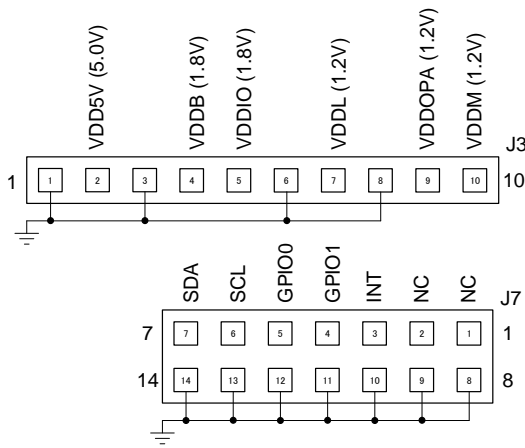 VDD5V (5.0V)
VDDB (1.8V)
VDDIO (1.8V)
VDDL (1.2V)
VDDOPA (1.2V)
VDDM (1.2V)
J3
1 1 2 3 4 5 6 7 8 9 10 10
SDA
SCL
GPIO0
GPIO1
INT
NC
NC
J7
7 7 6 5 4 3 2 1 1
14 14 13 12 11 10 9 8 8